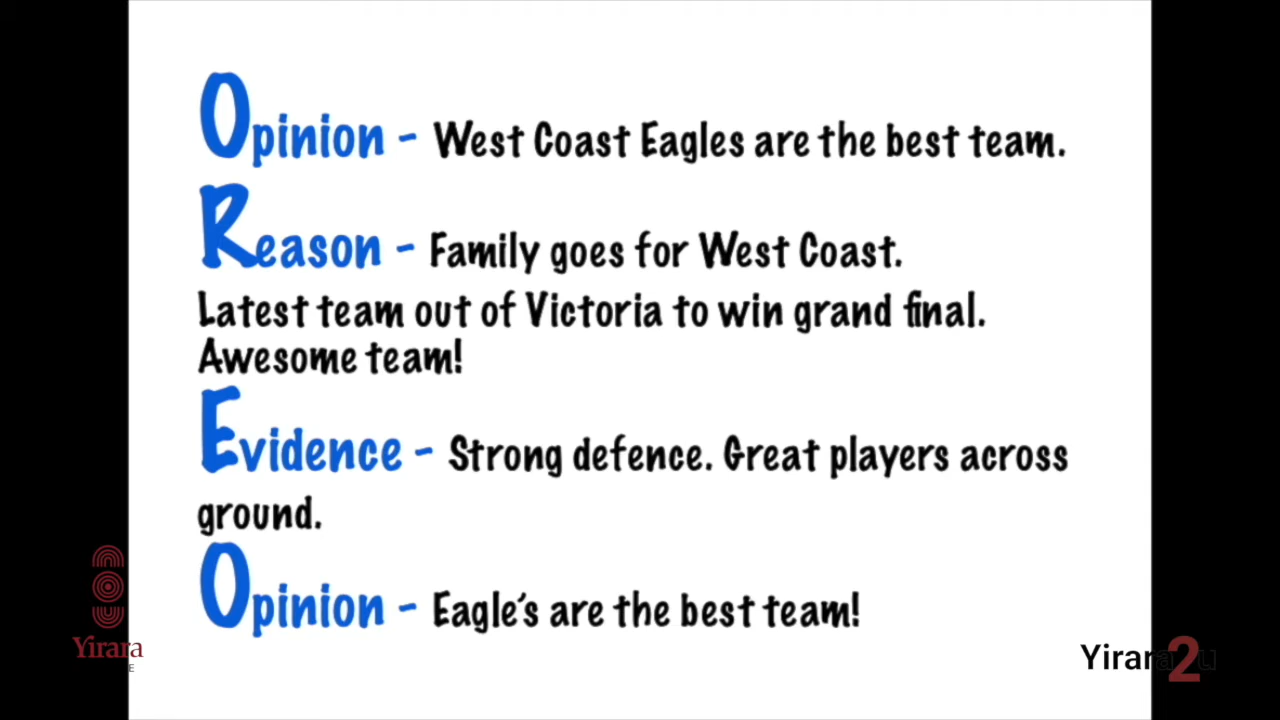 Opinion - West Coast Eagles are the best team.
Reason - Family goes for West Coast.
Latest team out of Victoria to win grand final.
Awesome team!
Evidence - Strong defence. Great players across
ground.
Opinion - Eagle's are the best team!
Yirara
E
Yirara2u